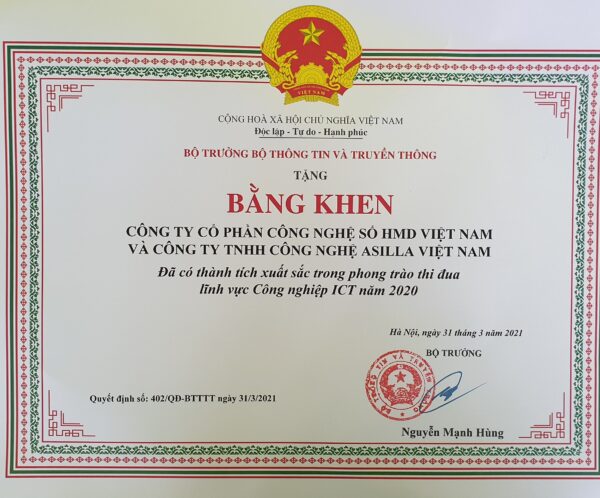 VIỆT NAM
CỘNG HOÀ XÃ HỘI CHỦ NGHĨA VIỆT NAM
Độc lập - Tự do - Hạnh phúc
BỘ TRƯỞNG BỘ THÔNG TIN VÀ TRUYỀN THÔNG
TẶNG
BẰNG KHEN
CÔNG TY CỔ PHẦN CÔNG NGHỆ SỐ HMD VIỆT NAM
VÀ CÔNG TY TNHH CÔNG NGHỆ ASILLA VIỆT NAM
Đã có thành tích xuất sắc trong phong trào thi đua
lĩnh vực Công nghiệp ICT năm 2020
Hà Nội, ngày 31 tháng 3 năm 2021
BỘ TRƯỞNG
TIN VÀ TRUYỀN
Quyết định số: 402/QĐ-BTTTT ngày 31/3/2021
Nguyễn Mạnh Hùng